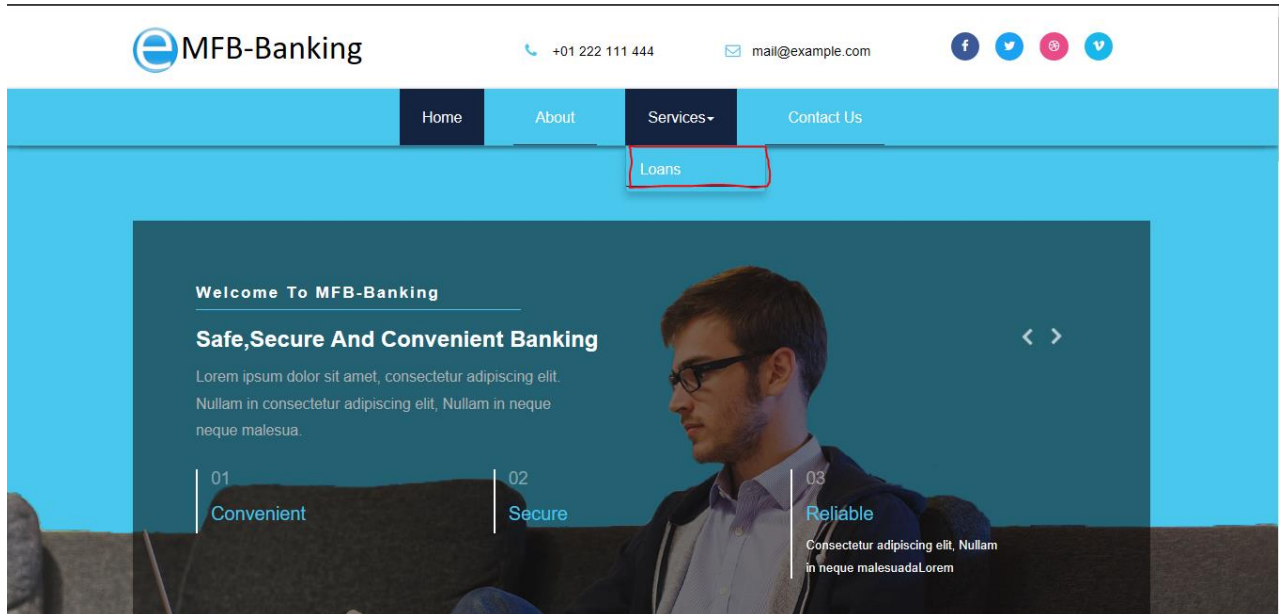 eMFB-Banking
+01 222 111 444
mail@example.com
Home
About
Services
Contact Us
Loans
Welcome To MFB-Banking
Safe,Secure And Convenient Banking
Lorem ipsum dolor sit amet, consectetur adipiscing elit.
Nullam in consectetur adipiscing elit, Nullam in neque
neque malesua.
01
Convenient
02
Secure
03
Reliable
Consectetur adipiscing elit, Nullam
in neque malesuadaLorem